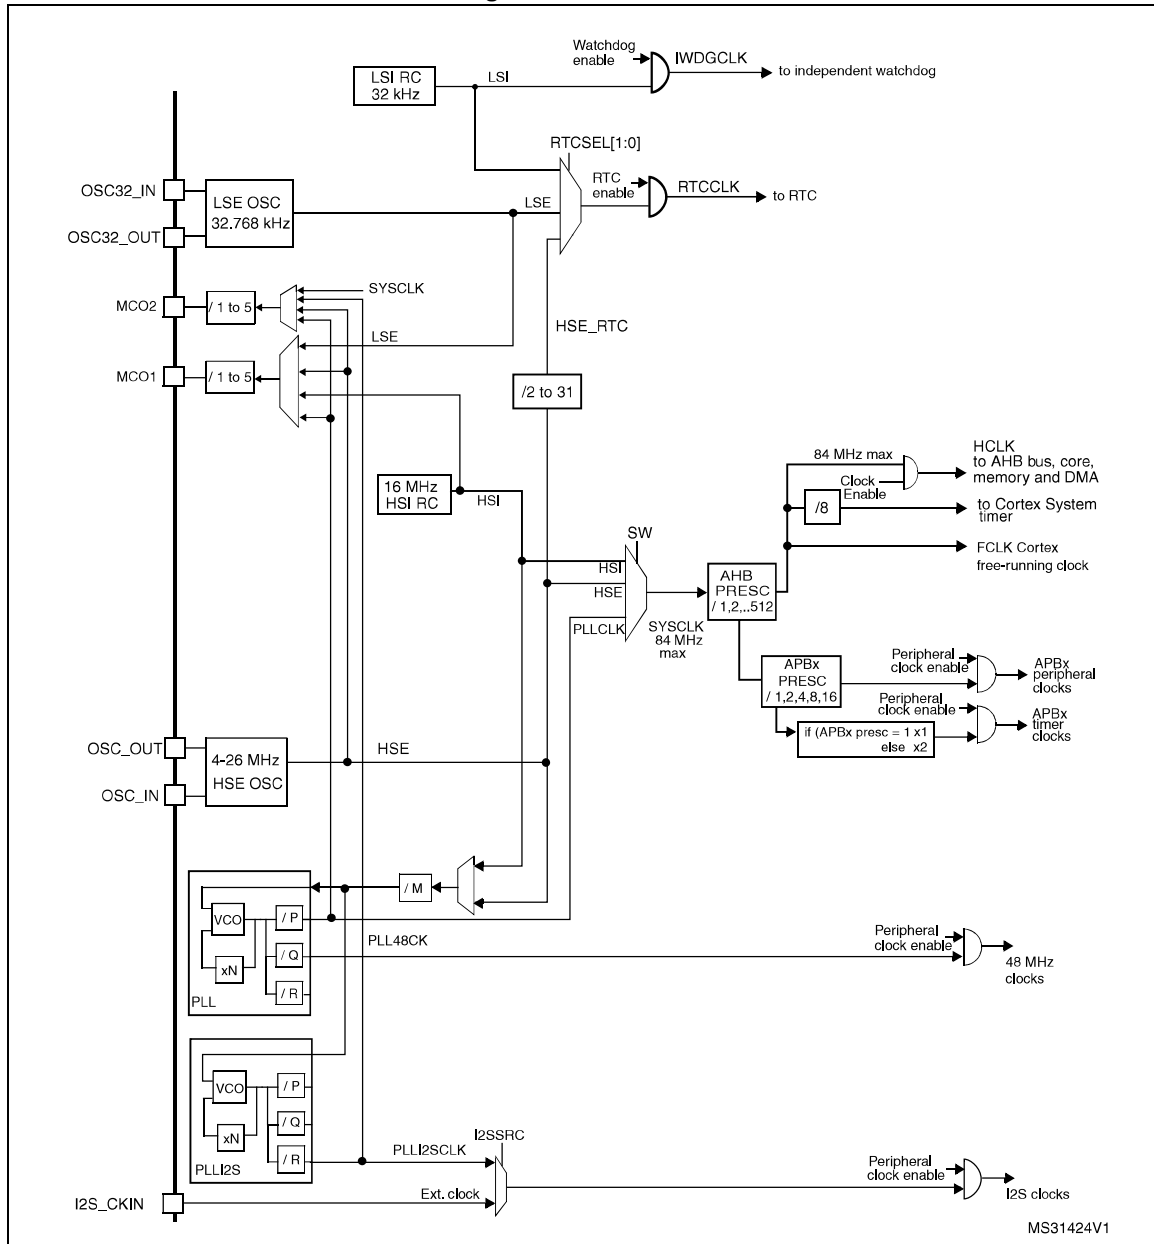 Watchdog
enable
IWDGCLK
to independent watchdog
LSI RC
32 kHz
LSI
RTCSEL[1:0]
OSC32_IN
OSC32_OUT
LSE OSC
32.768 kHz
LSE
RTC
enable
RTCCLK
to RTC
MCO2
/ 1 to 5
SYSCLK
HSE_RTC
LSE
MCO1
/ 1 to 5
/2 to 31
16 MHz
HSI RC
HSI
84 MHz max
Clock
Enable
HCLK
to AHB bus, core,
memory and DMA
/8
to Cortex System
timer
FCLK Cortex
free-running clock
SW
HSI
HSE
PLLCLK
SYSCLK
84 MHz
max
AHB
PRESC
/ 1,2,..512
APBx
PRESC
/ 1,2,4,8,16
Peripheral
clock enable
APBx
peripheral
clocks
if (APBx presc = 1 x1
else x2
Peripheral
clock enable
APBx
timer
clocks
OSC_OUT
OSC_IN
4-26 MHz
HSE OSC
HSE
/ M
VCO
xN
/ P
/ Q
/ R
PLL
PLL48CK
Peripheral
clock enable
48 MHz
clocks
VCO
xN
/ P
/ Q
/ R
PLLI2S
PLLI2SCLK
I2SSRC
I2S_CKIN
Ext. clock
Peripheral
clock enable
I2S clocks
MS31424V1